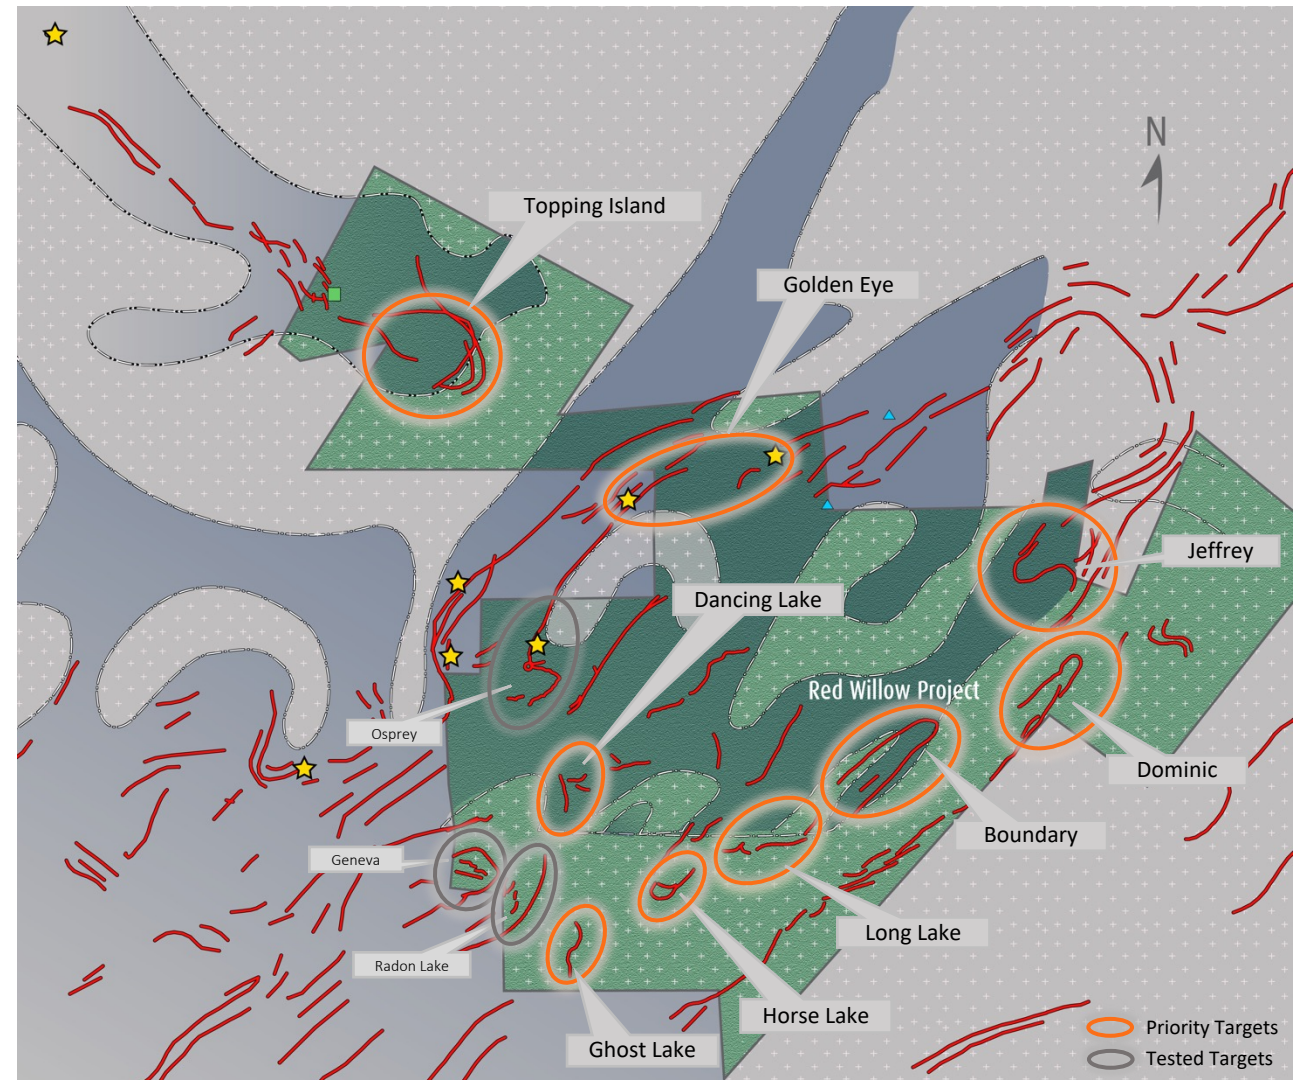 N
Topping Island
Golden Eye
Jeffrey
Dancing Lake
Red Willow Project
Osprey
Dominic
Boundary
Geneva
Long Lake
Radon Lake
Horse Lake
Ghost Lake
Priority Targets
Tested Targets